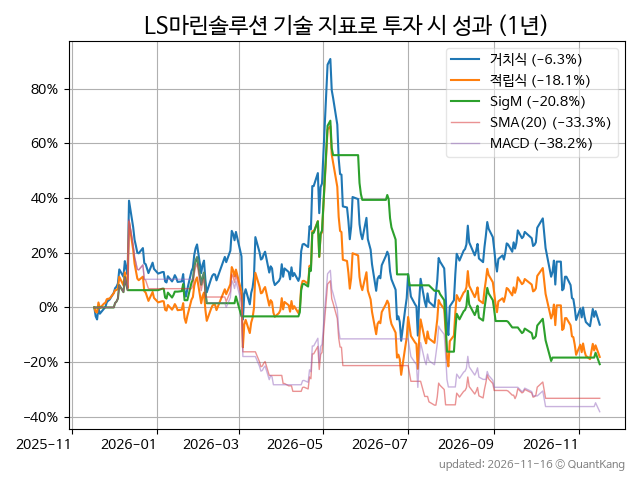 LS마린솔루션 기술 지표로 투자 시 성과 (1년)
거치식 (−6.3%)
적립식 (−18.1%)
SigM (−20.8%)
SMA(20) (−33.3%)
MACD (−38.2%)
80%
60%
40%
20%
0%
−20%
−40%
2025-11 2026-01 2026-03 2026-05 2026-07 2026-09 2026-11
updated: 2026-11-16 © QuantKang